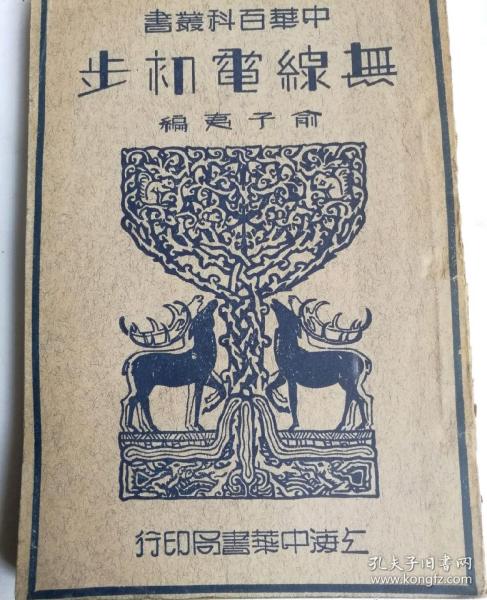 中華百科叢書
無線電初步
俞子夷編
上海中華書局印行
孔夫子旧书网
www.kongfz.com